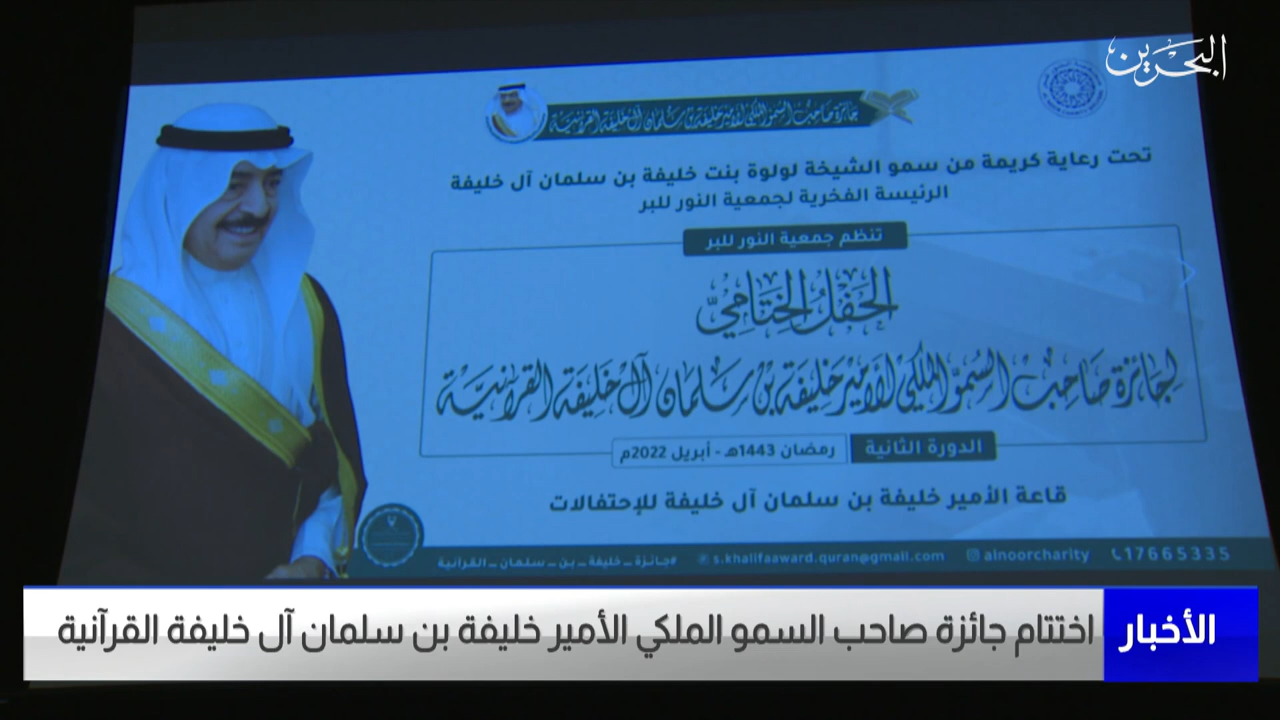 البحرين
جائزة صاحب السمو الملكي الأمير خليفة بن سلمان آل خليفة القرآنية
تحت رعاية كريمة من سمو الشيخة لولوة بنت خليفة بن سلمان آل خليفة
الرئيسة الفخرية لجمعية النور للبر
تنظم جمعية النور للبر
الحفل الختامي
لجائزة صاحب السمو الملكي الأمير خليفة بن سلمان آل خليفة القرآنية
الدورة الثانية رمضان 1443هـ - أبريل 2022م
قاعة الأمير خليفة بن سلمان آل خليفة للإحتفالات
#جائزة_خليفة_بن_سلمان_القرآنية s.khalifaaward.quran@gmail.com alnoorcharity 17665335
الأخبار
اختتام جائزة صاحب السمو الملكي الأمير خليفة بن سلمان آل خليفة القرآنية